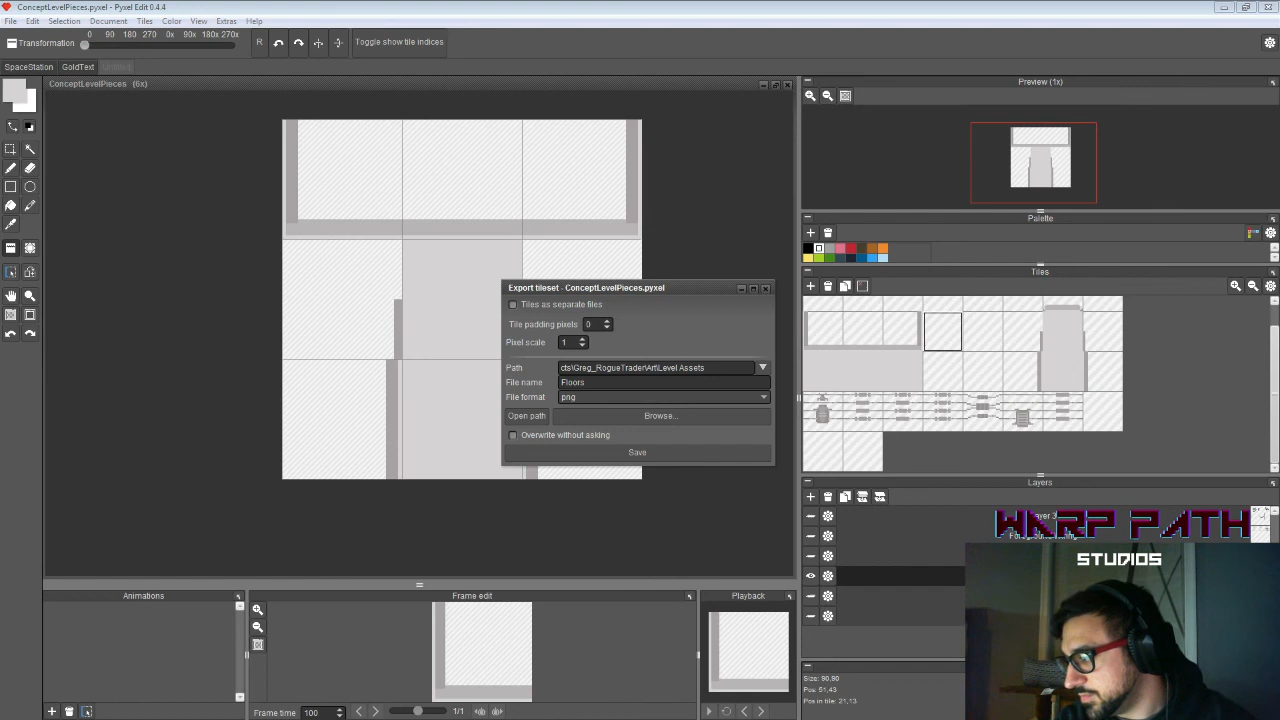 ConceptLevelPieces.pyxel - Pyxel Edit 0.4.4
File Edit Selection Document Tiles Color View Extras Help
Transformation
0 90 180 270 0x 90x 180x 270x
R
Toggle show tile indices
SpaceStation GoldText Untitled
ConceptLevelPieces (6x)
Preview (1x)
Palette
Tiles
Export tileset - ConceptLevelPieces.pyxel
Tiles as separate files
Tile padding pixels 0
Pixel scale 1
Path cts\Greg_RogueTrader\Art\Level Assets
File name Floors
File format png
Open path Browse...
Overwrite without asking
Save
Layers
WARP PATH
STUDIOS
Animations
Frame edit
Playback
Size: 90,90
Pos: 51,43
Pos in tile: 21,13
Frame time 100
1/1